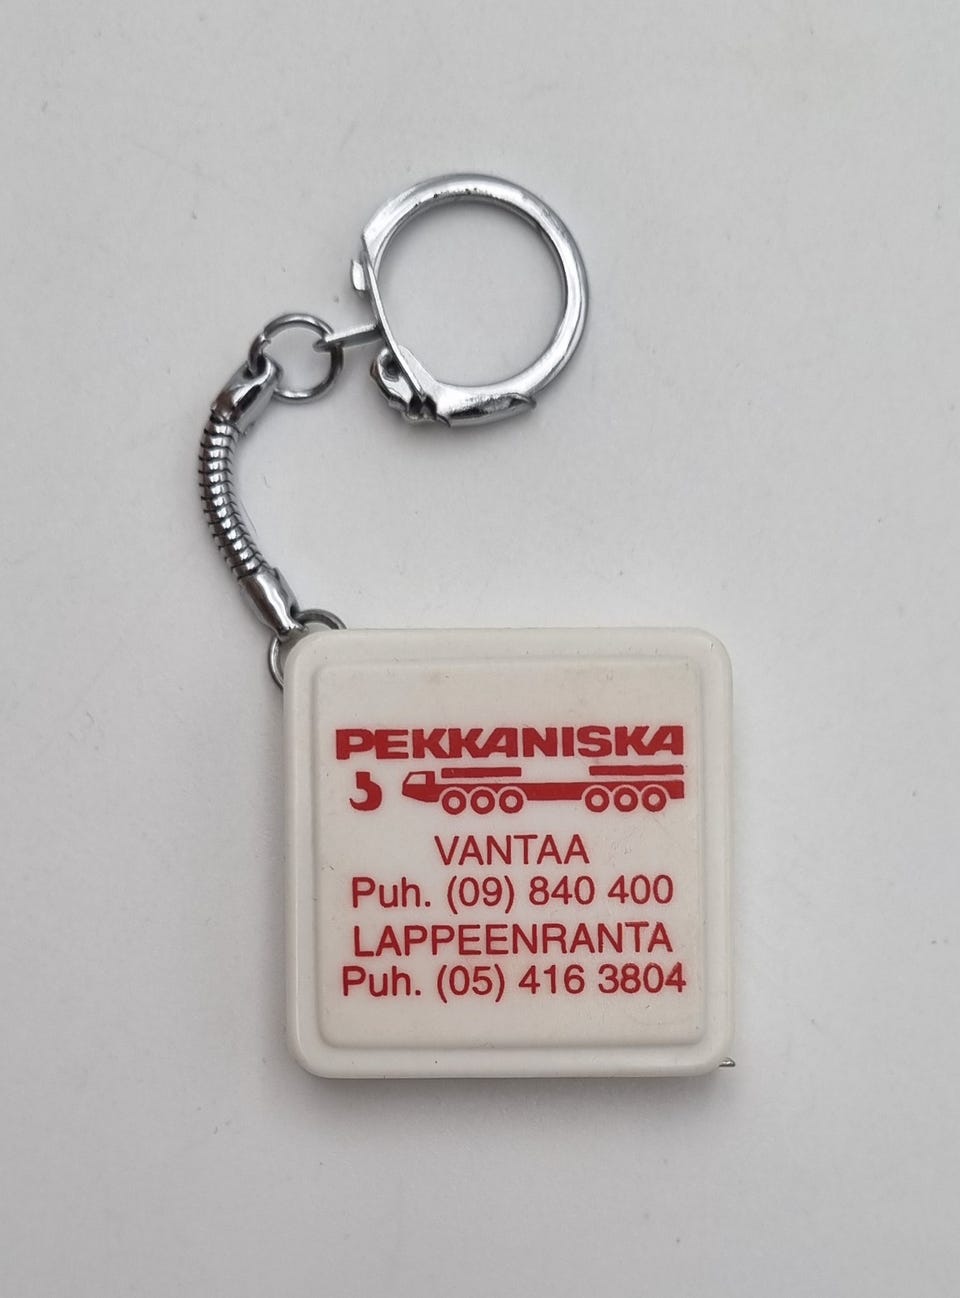 PEKKANISKA
VANTAA
Puh. (09) 840 400
LAPPEENRANTA
Puh. (05) 416 3804